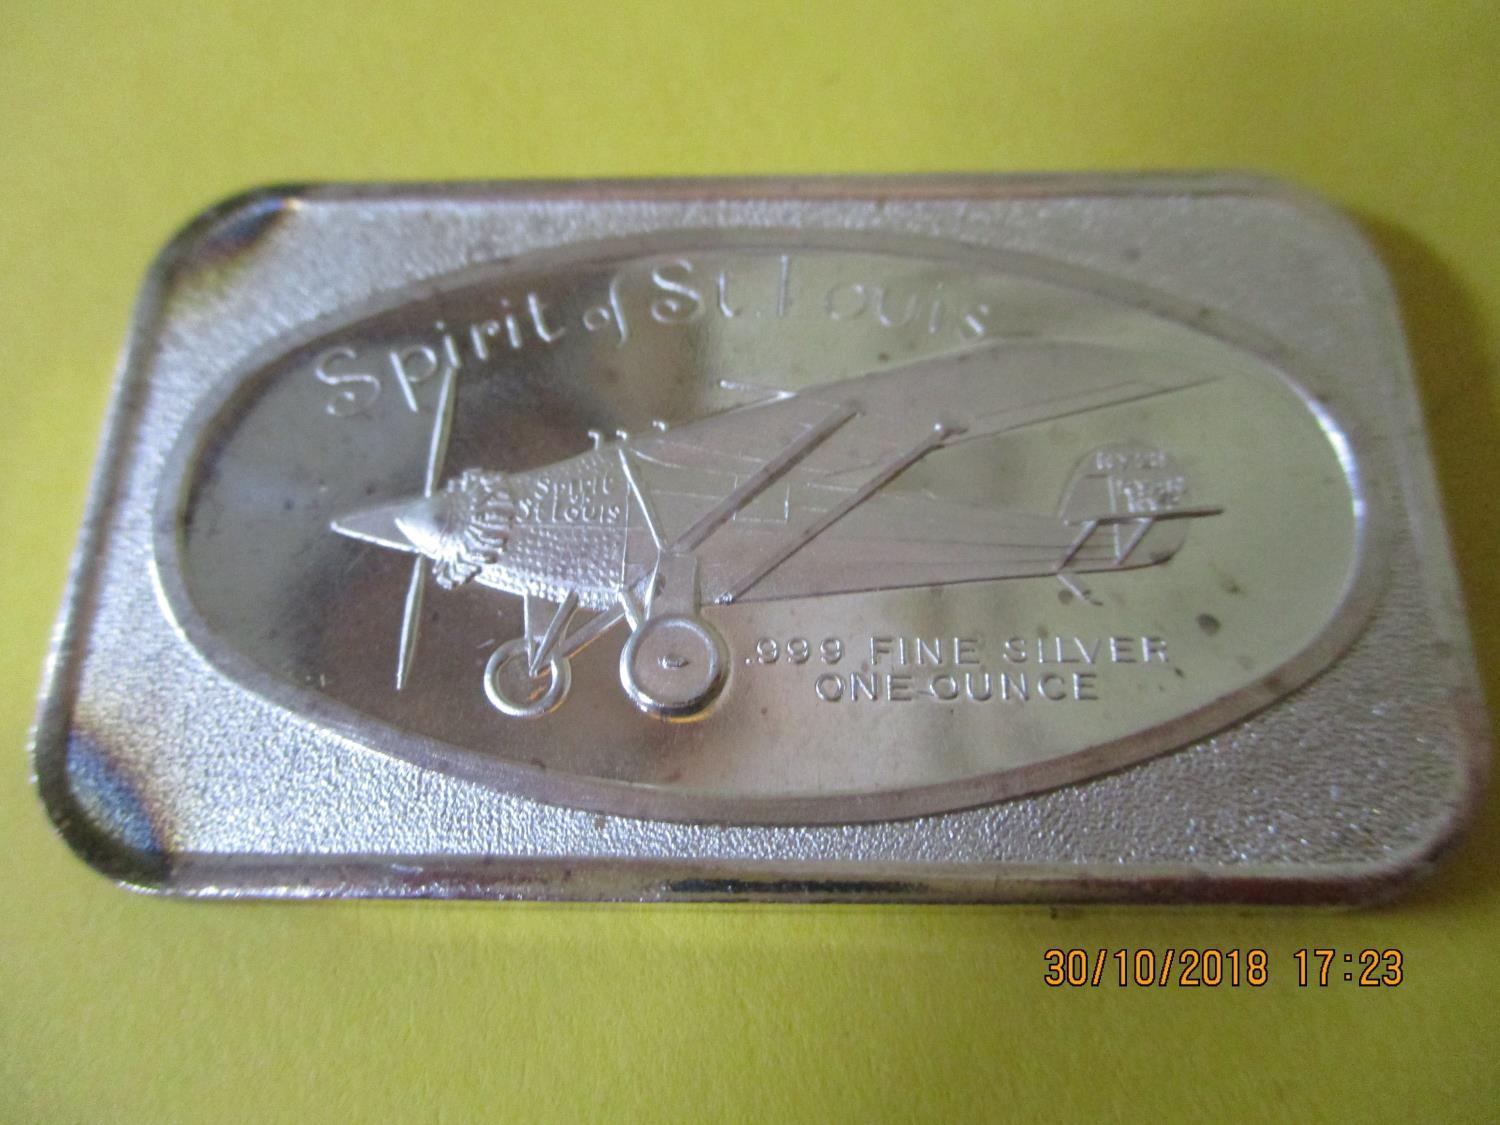 Spirit of St. Louis
Spirit
St Louis
.999 FINE SILVER
ONE OUNCE
30/10/2018 17:23